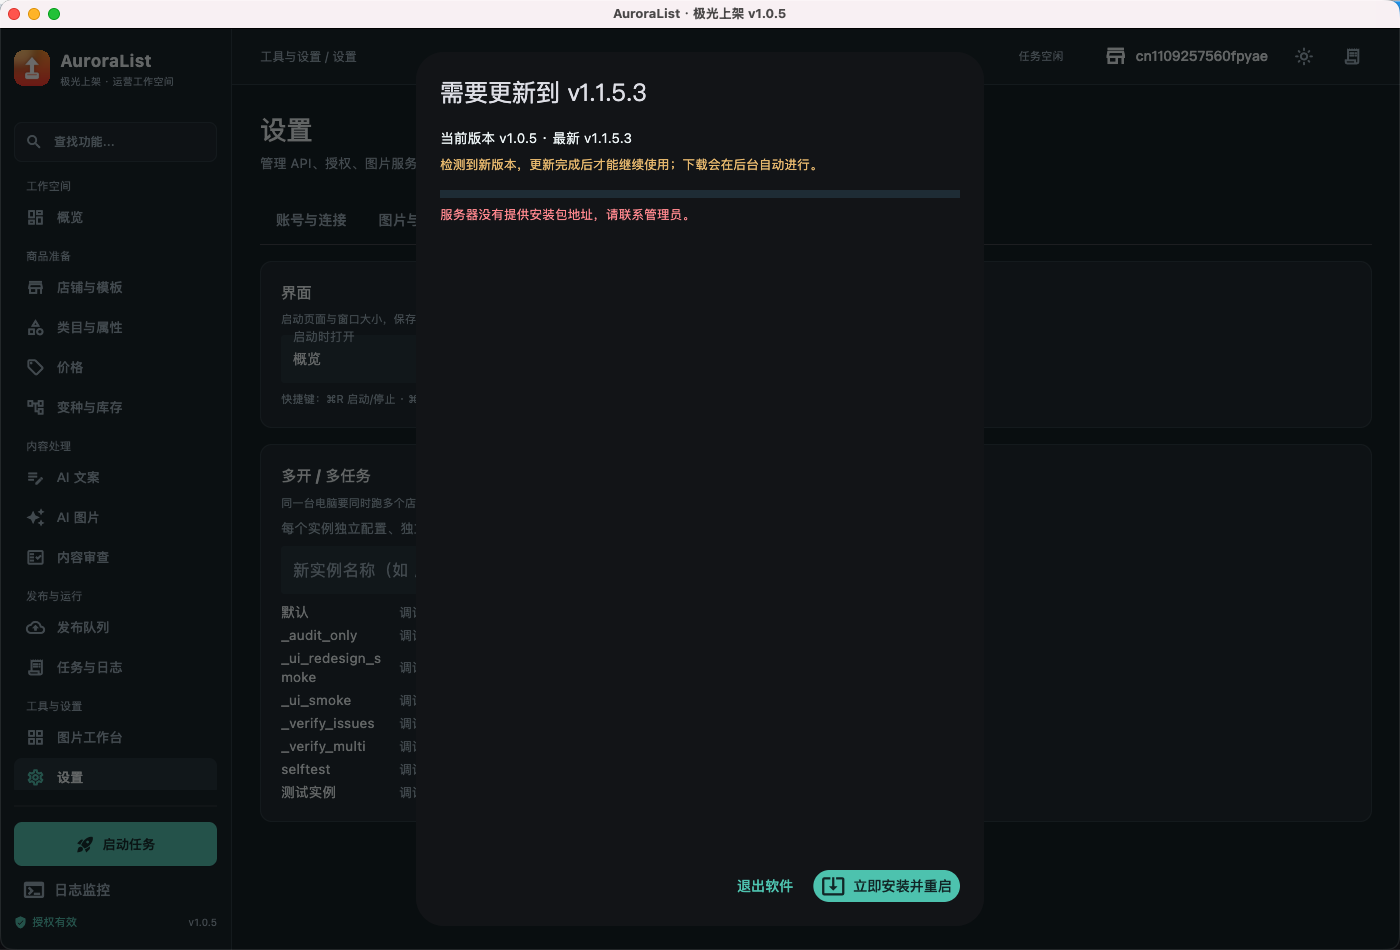 AuroraList · 极光上架 v1.0.5
AuroraList
极光上架 · 运营工作空间
查找功能...
工作空间
概览
商品准备
店铺与模板
类目与属性
价格
变种与库存
内容处理
AI 文案
AI 图片
内容审查
发布与运行
发布队列
任务与日志
工具与设置
图片工作台
设置
启动任务
日志监控
授权有效
v1.0.5
工具与设置 / 设置
任务空闲
cn1109257560fpyae
设置
管理 API、授权、图片服务
账号与连接
图片与
界面
启动页面与窗口大小，保存
启动时打开
概览
快捷键：⌘R 启动/停止 · ⌘
多开 / 多任务
同一台电脑要同时跑多个店
每个实例独立配置、独立
新实例名称（如
默认
_audit_only
_ui_redesign_s
moke
_ui_smoke
_verify_issues
_verify_multi
selftest
测试实例
需要更新到 v1.1.5.3
当前版本 v1.0.5 · 最新 v1.1.5.3
检测到新版本，更新完成后才能继续使用；下载会在后台自动进行。
服务器没有提供安装包地址，请联系管理员。
退出软件
立即安装并重启